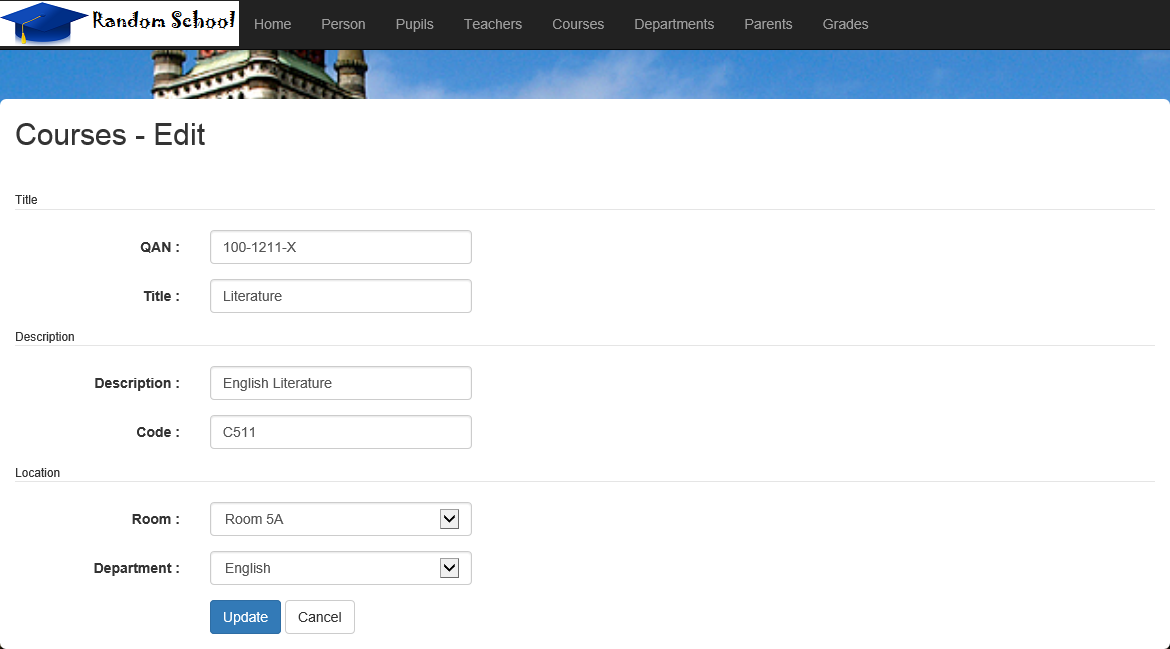 Random School Home Person Pupils Teachers Courses Departments Parents Grades
Courses - Edit
Title
QAN : 100-1211-X
Title : Literature
Description
Description : English Literature
Code : C511
Location
Room : Room 5A
Department : English
Update Cancel